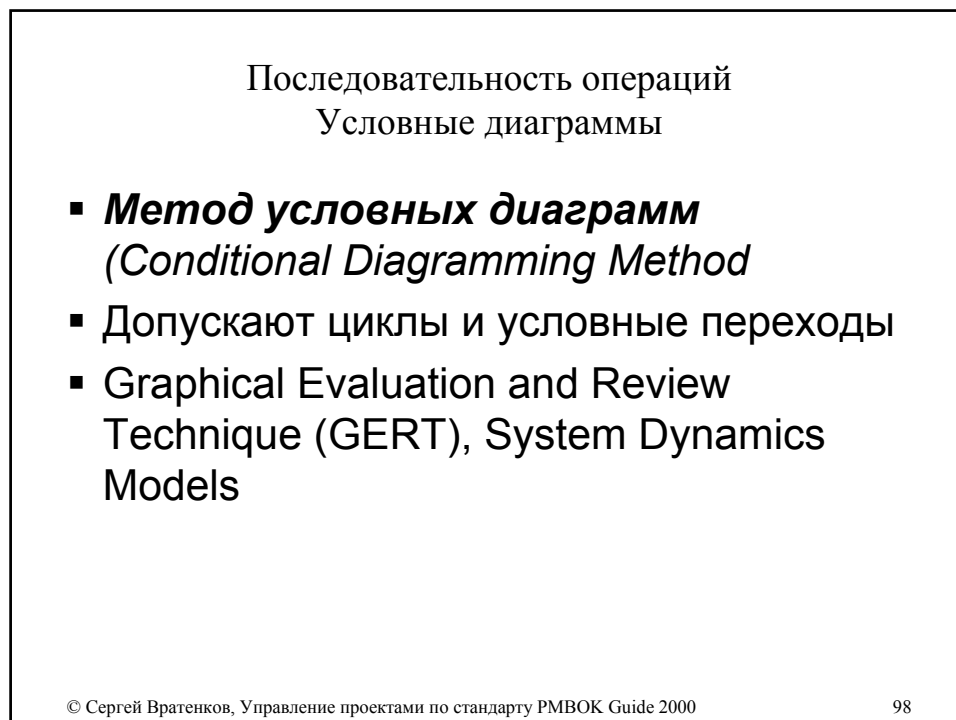 Последовательность операций
Условные диаграммы
▪ Метод условных диаграмм
(Conditional Diagramming Method
▪ Допускают циклы и условные переходы
▪ Graphical Evaluation and Review
Technique (GERT), System Dynamics
Models
© Сергей Вратенков, Управление проектами по стандарту PMBOK Guide 2000 98